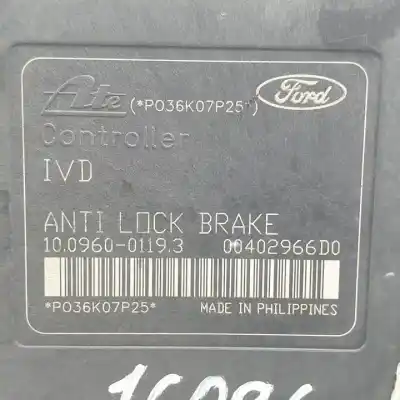 Ate (*P036K07P25*) Ford
Controller
IVD
ANTI LOCK BRAKE
10.0960-0119.3 00402966D0
*P036K07P25* MADE IN PHILIPPINES